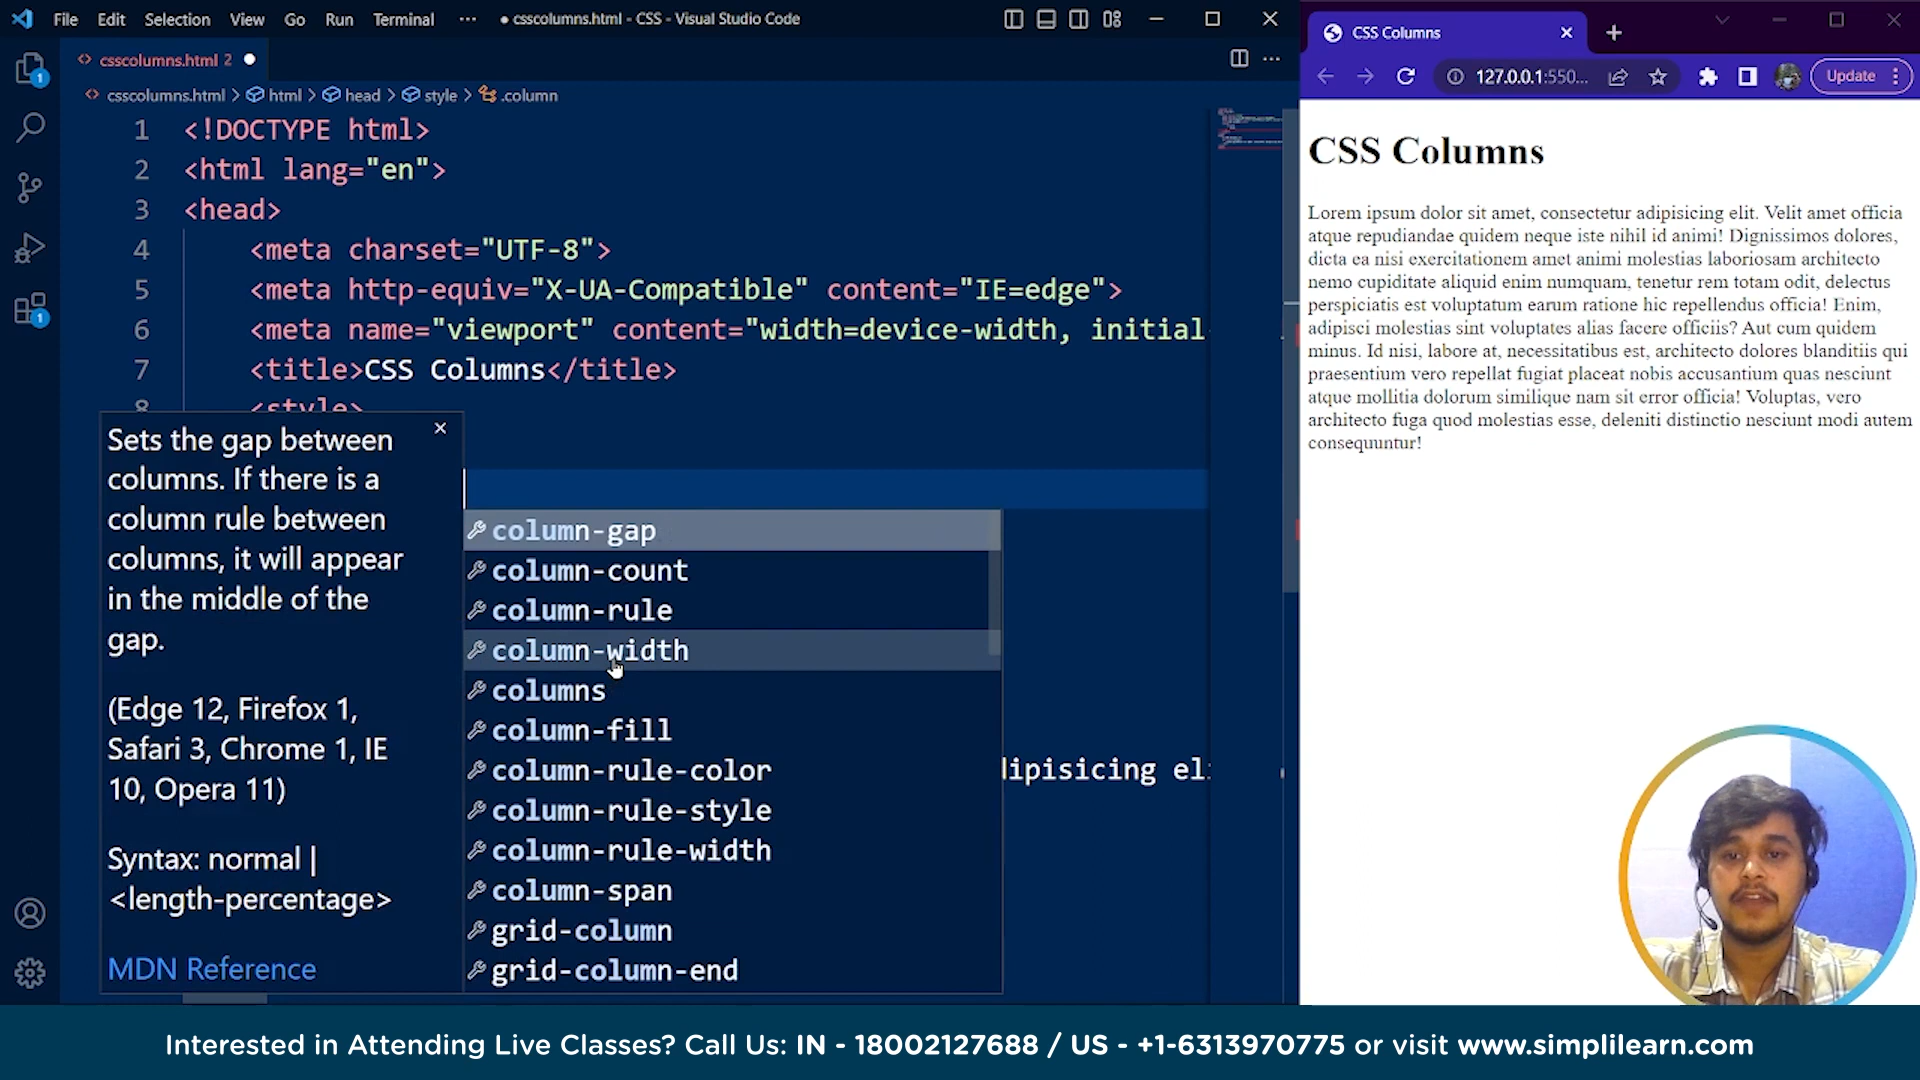 File Edit Selection View Go Run Terminal ··· ● csscolumns.html - CSS - Visual Studio Code
csscolumns.html 2 ●
csscolumns.html > html > head > style > .column
1 <!DOCTYPE html>
2 <html lang="en">
3 <head>
4 <meta charset="UTF-8">
5 <meta http-equiv="X-UA-Compatible" content="IE=edge">
6 <meta name="viewport" content="width=device-width, initial-
7 <title>CSS Columns</title>
8 <style>
Sets the gap between
columns. If there is a
column rule between
columns, it will appear
in the middle of the
gap.
(Edge 12, Firefox 1,
Safari 3, Chrome 1, IE
10, Opera 11)
Syntax: normal |
<length-percentage>
MDN Reference
column-gap
column-count
column-rule
column-width
columns
column-fill
column-rule-color
column-rule-style
column-rule-width
column-span
grid-column
grid-column-end
dipisicing eli
1
1
CSS Columns
127.0.0.1:550...
Update
CSS Columns
Lorem ipsum dolor sit amet, consectetur adipisicing elit. Velit amet officia
atque repudiandae quidem neque iste nihil id animi! Dignissimos dolores,
dicta ea nisi exercitationem amet animi molestias laboriosam architecto
nemo cupiditate aliquid enim numquam, tenetur rem totam odit, delectus
perspiciatis est voluptatum earum ratione hic repellendus officia! Enim,
adipisci molestias sint voluptates alias facere officiis? Aut cum quidem
minus. Id nisi, labore at, necessitatibus est, architecto dolores blanditiis qui
praesentium vero repellat fugiat placeat nobis accusantium quas nesciunt
atque mollitia dolorum similique nam sit error officia! Voluptas, vero
architecto fuga quod molestias esse, deleniti distinctio nesciunt modi autem
consequuntur!
Interested in Attending Live Classes? Call Us: IN - 18002127688 / US - +1-6313970775 or visit www.simplilearn.com